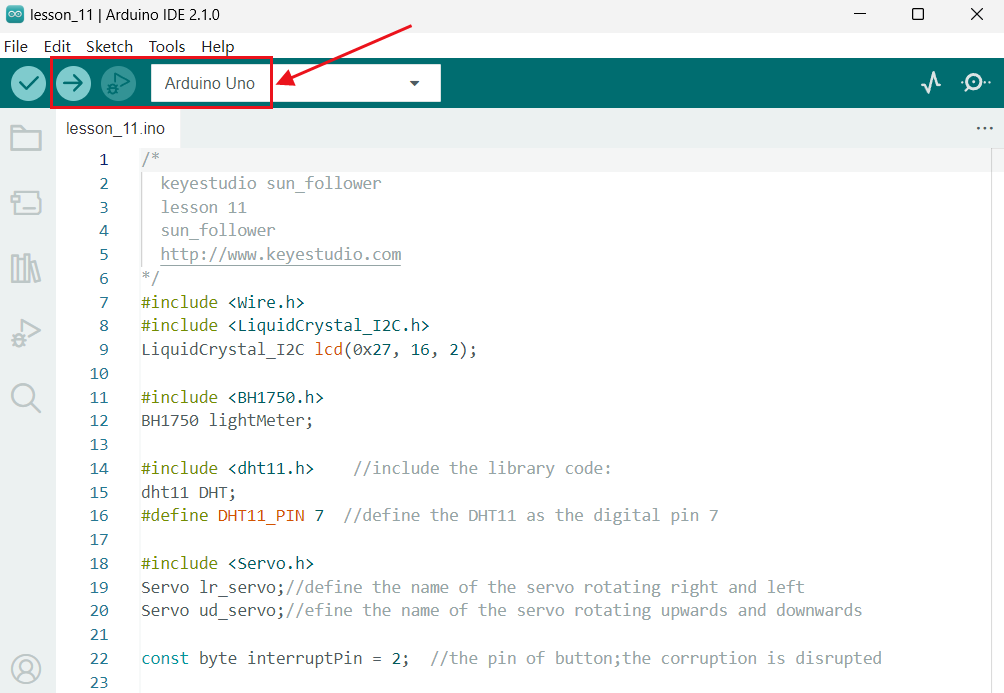 lesson_11 | Arduino IDE 2.1.0
File Edit Sketch Tools Help
Arduino Uno
lesson_11.ino
1 /*
2 keyestudio sun_follower
3 lesson 11
4 sun_follower
5 http://www.keyestudio.com
6 */
7 #include <Wire.h>
8 #include <LiquidCrystal_I2C.h>
9 LiquidCrystal_I2C lcd(0x27, 16, 2);
10
11 #include <BH1750.h>
12 BH1750 lightMeter;
13
14 #include <dht11.h> //include the library code:
15 dht11 DHT;
16 #define DHT11_PIN 7 //define the DHT11 as the digital pin 7
17
18 #include <Servo.h>
19 Servo lr_servo;//define the name of the servo rotating right and left
20 Servo ud_servo;//efine the name of the servo rotating upwards and downwards
21
22 const byte interruptPin = 2; //the pin of button;the corruption is disrupted
23